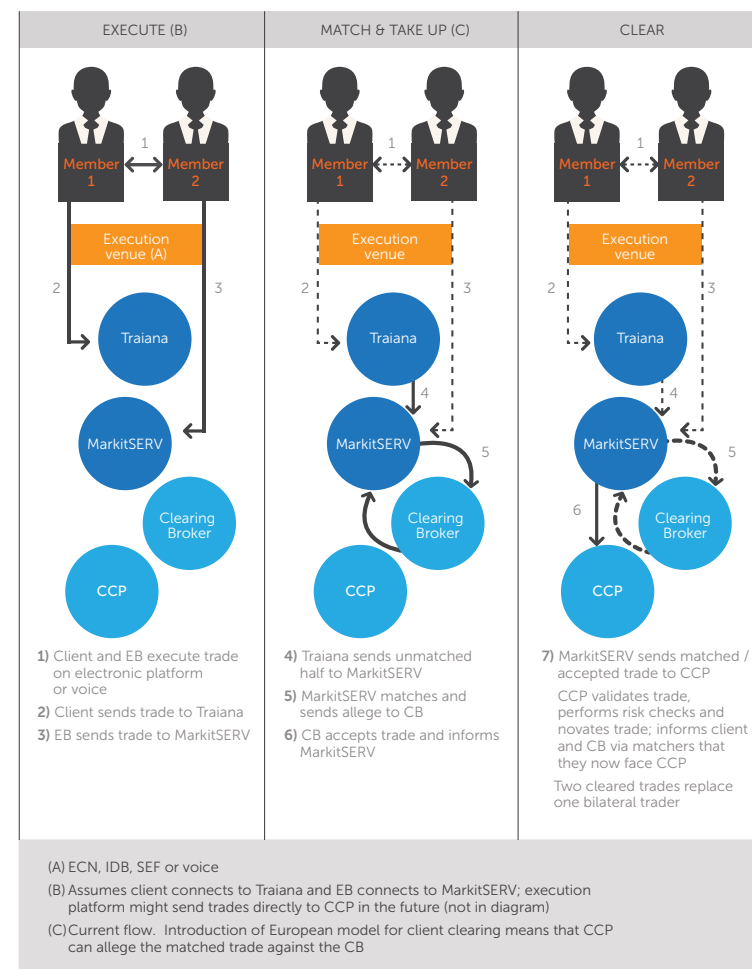 EXECUTE (B)
1
Member
1
Member
2
Execution
venue (A)
2
3
Traiana
MarkitSERV
Clearing
Broker
CCP
1) Client and EB execute trade
on electronic platform
or voice
2) Client sends trade to Traiana
3) EB sends trade to MarkitSERV
MATCH & TAKE UP (C)
1
Member
1
Member
2
Execution
venue
2
3
Traiana
4
MarkitSERV
5
Clearing
Broker
CCP
4) Traiana sends unmatched
half to MarkitSERV
5) MarkitSERV matches and
sends allege to CB
6) CB accepts trade and informs
MarkitSERV
CLEAR
1
Member
1
Member
2
Execution
venue
2
3
Traiana
4
MarkitSERV
5
6
Clearing
Broker
CCP
7) MarkitSERV sends matched /
accepted trade to CCP
CCP validates trade,
performs risk checks and
novates trade; informs client
and CB via matchers that
they now face CCP
Two cleared trades replace
one bilateral trader
(A) ECN, IDB, SEF or voice
(B) Assumes client connects to Traiana and EB connects to MarkitSERV; execution
platform might send trades directly to CCP in the future (not in diagram)
(C) Current flow. Introduction of European model for client clearing means that CCP
can allege the matched trade against the CB